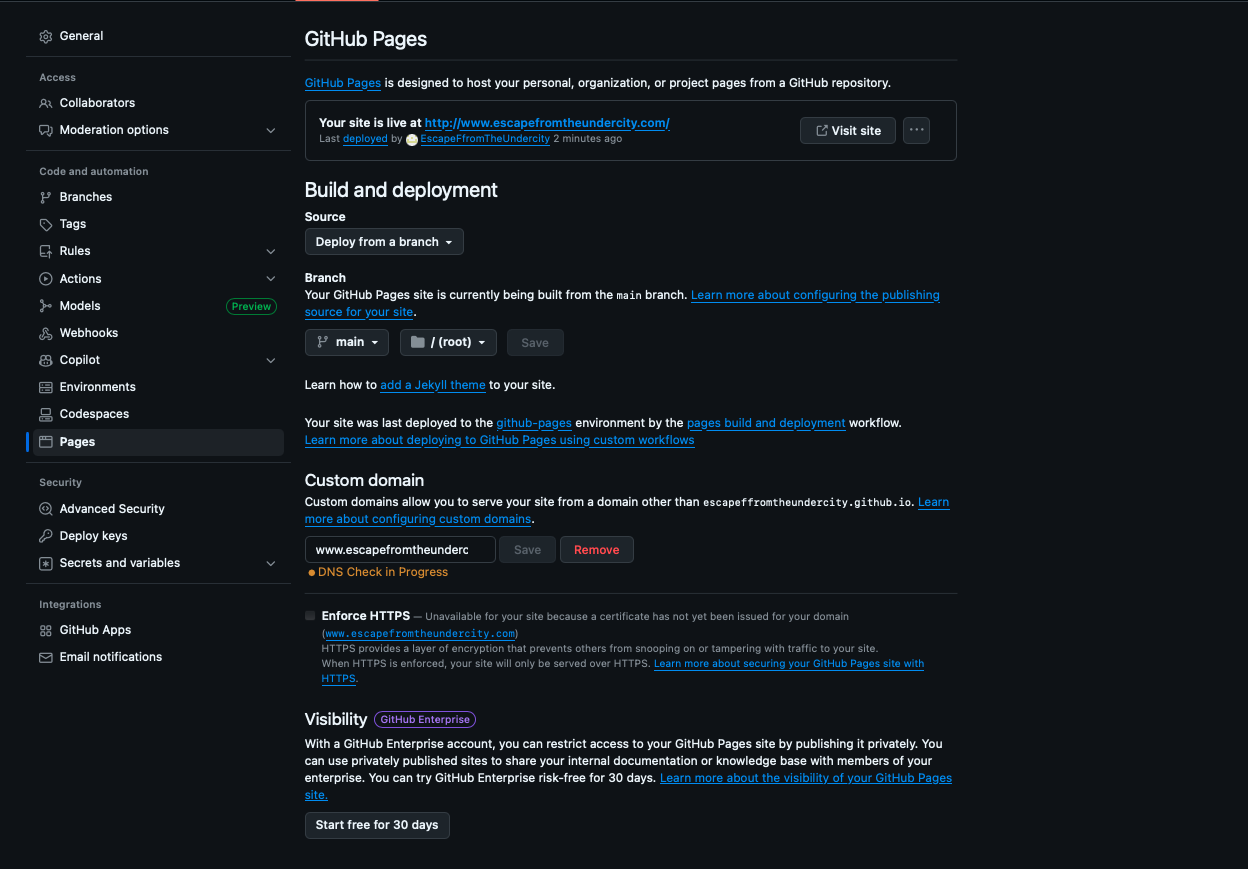 General
Access
Collaborators
Moderation options
Code and automation
Branches
Tags
Rules
Actions
Models
Preview
Webhooks
Copilot
Environments
Codespaces
Pages
Security
Advanced Security
Deploy keys
Secrets and variables
Integrations
GitHub Apps
Email notifications
GitHub Pages
GitHub Pages is designed to host your personal, organization, or project pages from a GitHub repository.
Your site is live at http://www.escapefromtheundercity.com/
Last deployed by EscapeFfromTheUndercity 2 minutes ago
Visit site
Build and deployment
Source
Deploy from a branch
Branch
Your GitHub Pages site is currently being built from the main branch. Learn more about configuring the publishing
source for your site.
main
/ (root)
Save
Learn how to add a Jekyll theme to your site.
Your site was last deployed to the github-pages environment by the pages build and deployment workflow.
Learn more about deploying to GitHub Pages using custom workflows
Custom domain
Custom domains allow you to serve your site from a domain other than escapeffromtheundercity.github.io. Learn
more about configuring custom domains.
www.escapefromtheunderc
Save
Remove
DNS Check in Progress
Enforce HTTPS — Unavailable for your site because a certificate has not yet been issued for your domain
(www.escapefromtheundercity.com)
HTTPS provides a layer of encryption that prevents others from snooping on or tampering with traffic to your site.
When HTTPS is enforced, your site will only be served over HTTPS. Learn more about securing your GitHub Pages site with
HTTPS.
Visibility
GitHub Enterprise
With a GitHub Enterprise account, you can restrict access to your GitHub Pages site by publishing it privately. You
can use privately published sites to share your internal documentation or knowledge base with members of your
enterprise. You can try GitHub Enterprise risk-free for 30 days. Learn more about the visibility of your GitHub Pages
site.
Start free for 30 days